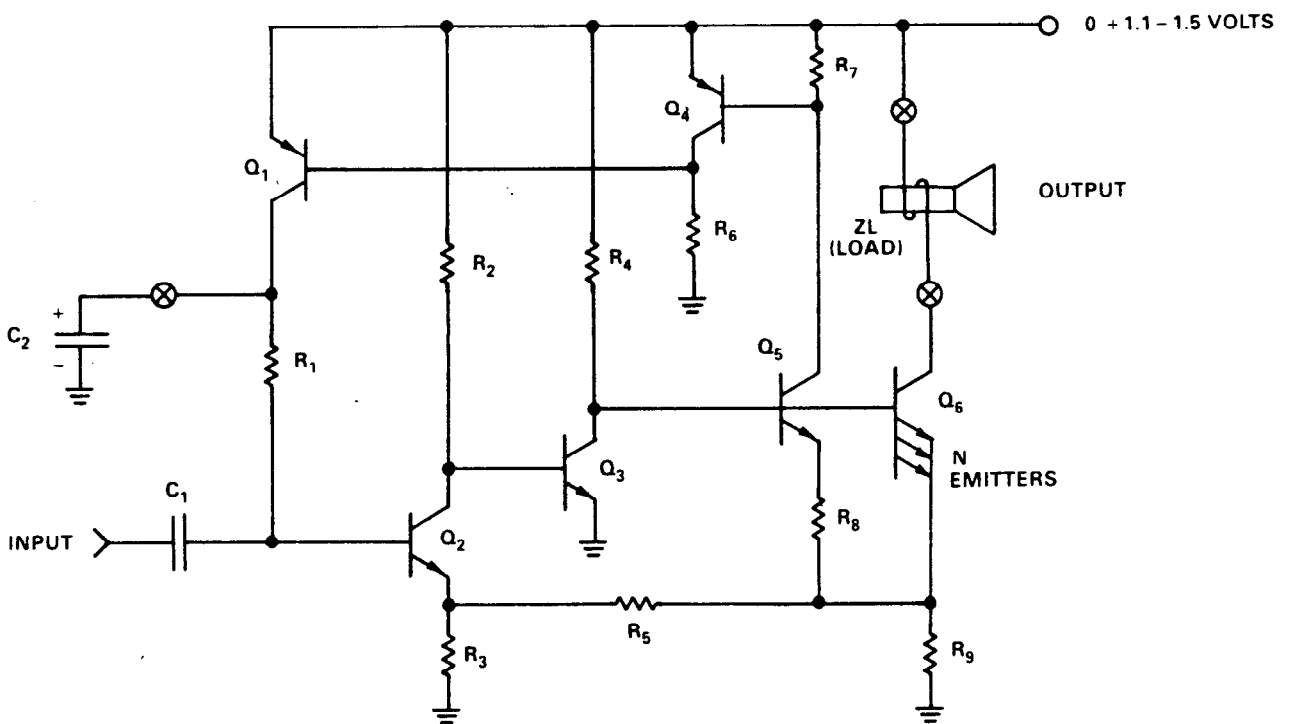 0 +1.1 – 1.5 VOLTS
R7
Q4
Q1
OUTPUT
ZL
(LOAD)
R6
R2
R4
+
C2
–
R1
Q5
Q6
N
EMITTERS
Q3
C1
INPUT
Q2
R8
R5
R3
R9